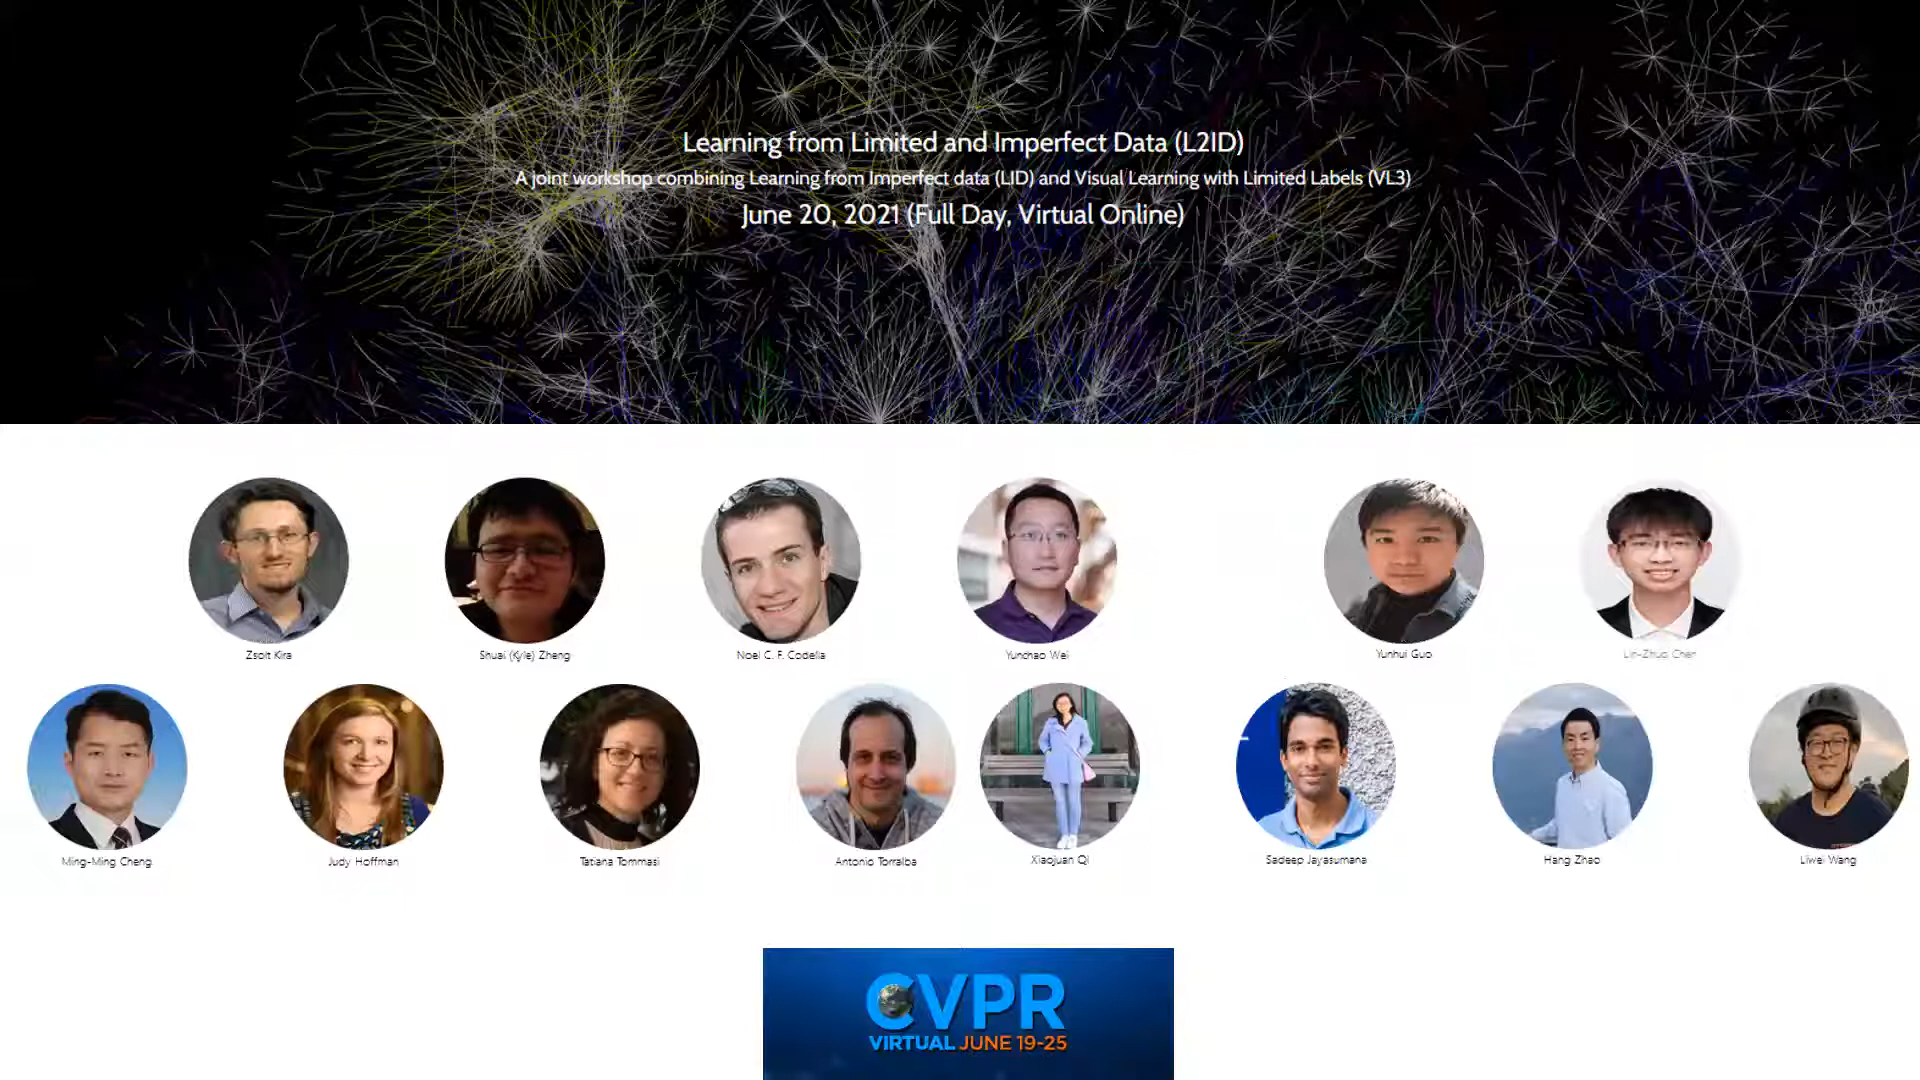 Learning from Limited and Imperfect Data (L2ID)
A joint workshop combining Learning from Imperfect data (LID) and Visual Learning with Limited Labels (VL3)
June 20, 2021 (Full Day, Virtual Online)
Zsolt Kira
Shuai (Kyle) Zheng
Noel C. F. Codella
Yunchao Wei
Yunhui Guo
Lin-Zhuo Chen
Ming-Ming Cheng
Judy Hoffman
Tatiana Tommasi
Antonio Torralba
Xiaojuan Qi
Sadeep Jayasumana
Hang Zhao
Liwei Wang
CVPR
VIRTUAL JUNE 19-25